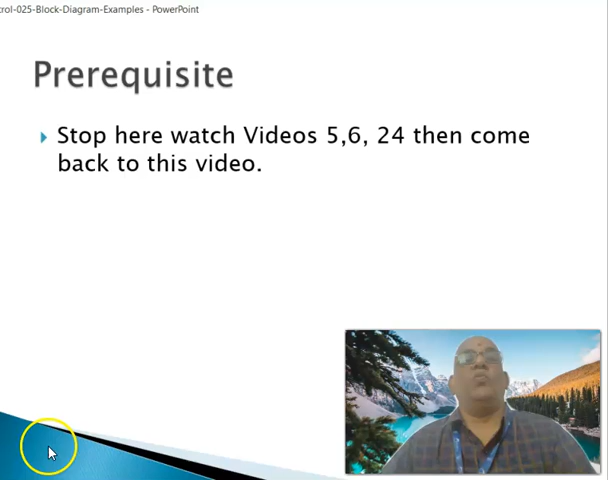 trol-025-Block-Diagram-Examples - PowerPoint
Prerequisite
Stop here watch Videos 5,6, 24 then come
back to this video.